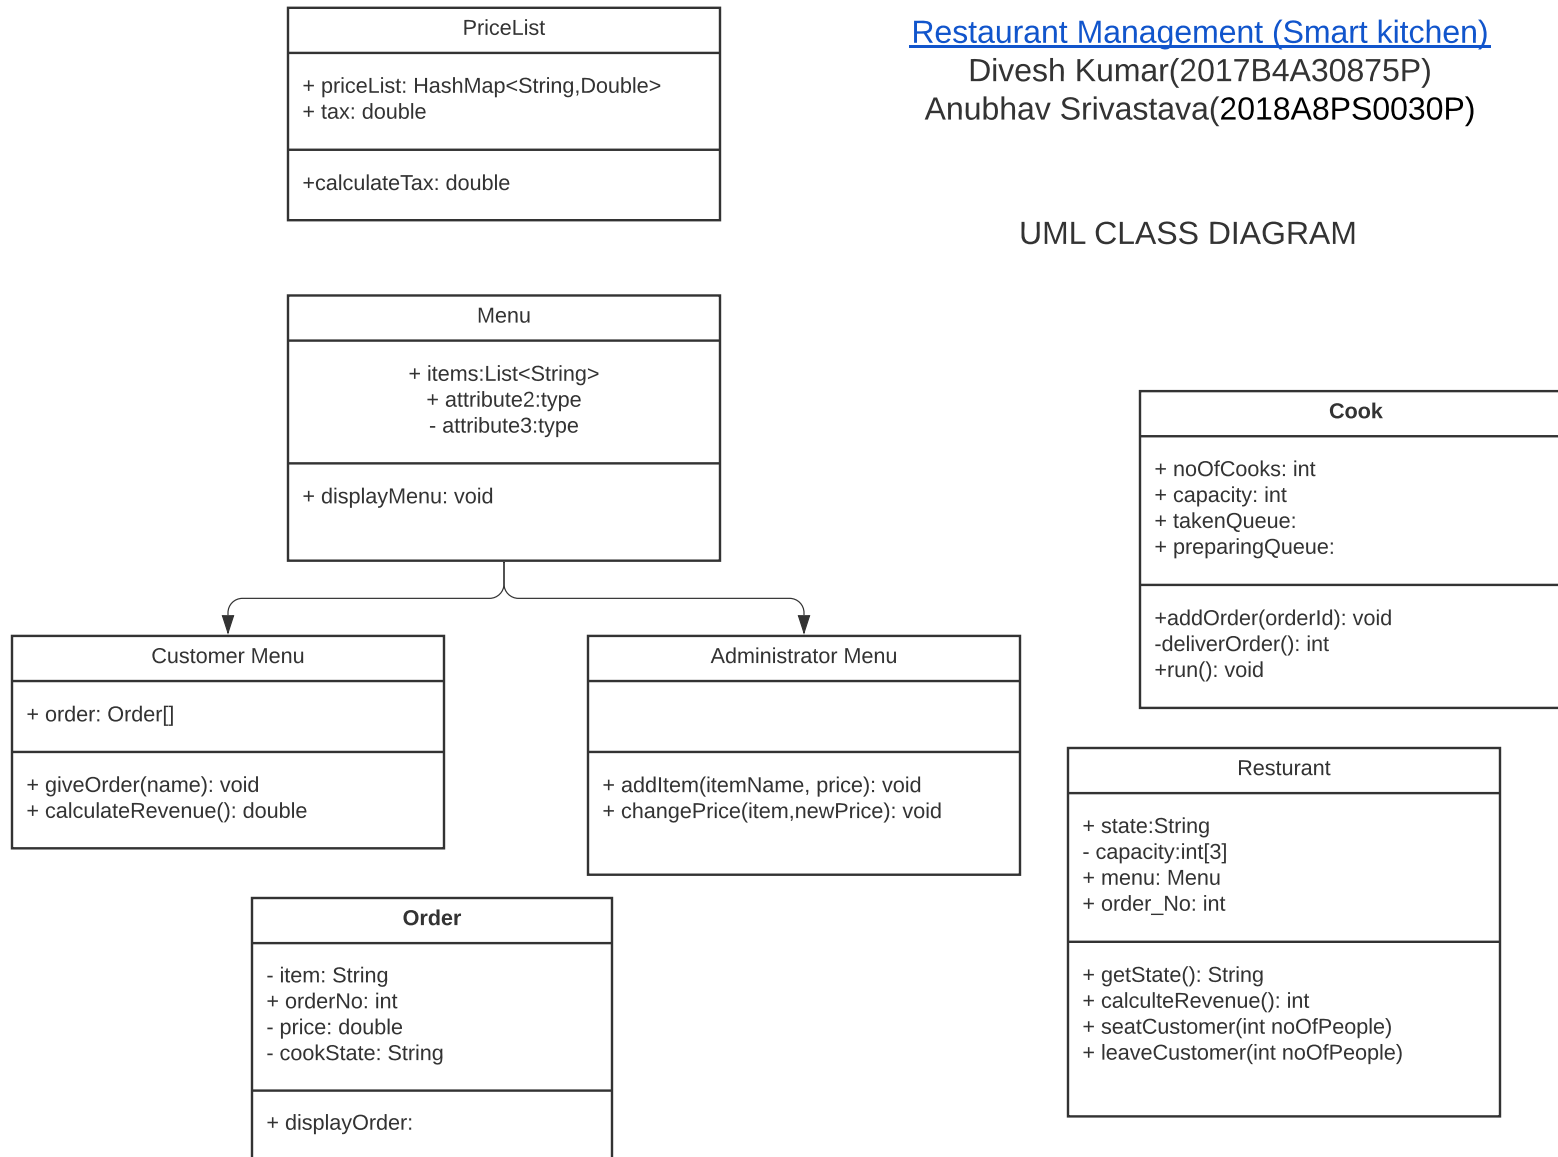 PriceList
+ priceList: HashMap<String,Double>
+ tax: double
+calculateTax: double
Restaurant Management (Smart kitchen)
Divesh Kumar(2017B4A30875P)
Anubhav Srivastava(2018A8PS0030P)
UML CLASS DIAGRAM
Menu
+ items:List<String>
+ attribute2:type
- attribute3:type
+ displayMenu: void
Cook
+ noOfCooks: int
+ capacity: int
+ takenQueue:
+ preparingQueue:
+addOrder(orderId): void
-deliverOrder(): int
+run(): void
Customer Menu
+ order: Order[]
+ giveOrder(name): void
+ calculateRevenue(): double
Administrator Menu
+ addItem(itemName, price): void
+ changePrice(item,newPrice): void
Resturant
+ state:String
- capacity:int[3]
+ menu: Menu
+ order_No: int
+ getState(): String
+ calculteRevenue(): int
+ seatCustomer(int noOfPeople)
+ leaveCustomer(int noOfPeople)
Order
- item: String
+ orderNo: int
- price: double
- cookState: String
+ displayOrder: